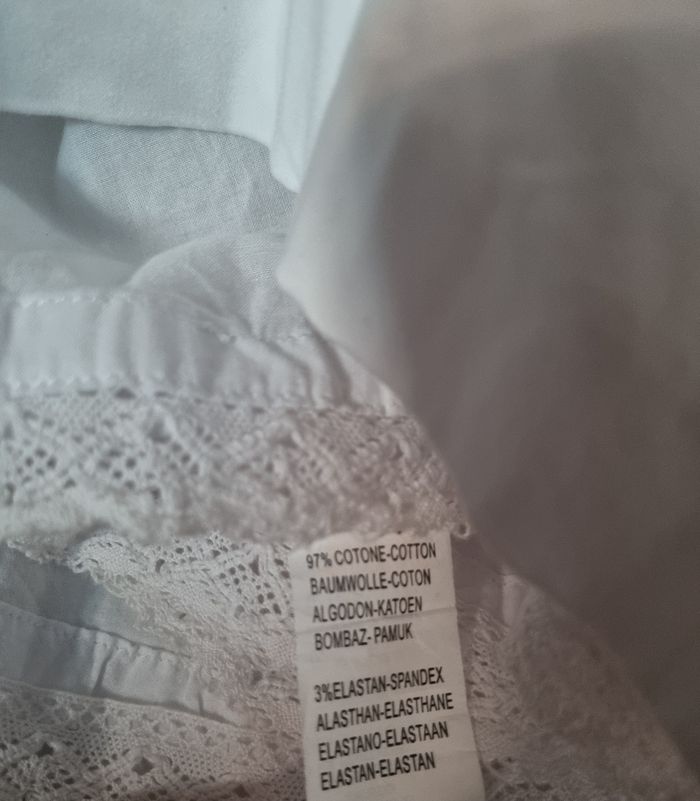 97% COTONE-COTTON
BAUMWOLLE-COTON
ALGODON-KATOEN
BOMBAZ- PAMUK
3%ELASTAN-SPANDEX
ALASTHAN-ELASTHANE
ELASTANO-ELASTAAN
ELASTAN-ELASTAN